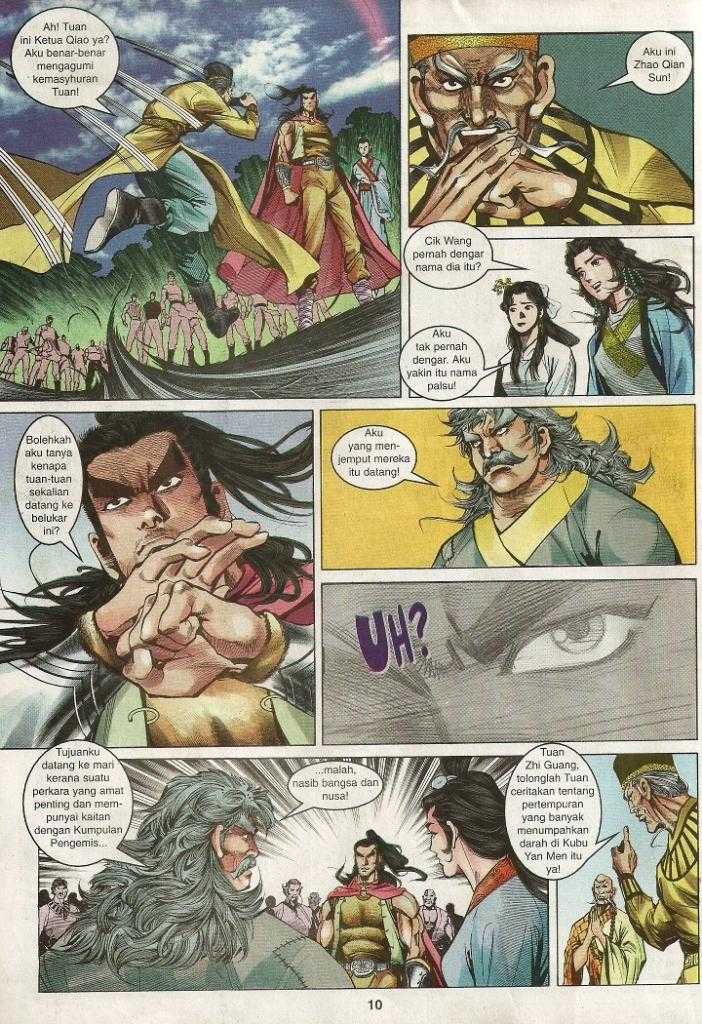 Ah! Tuan
ini Ketua Qiao ya?
Aku benar-benar
mengagumi
kemasyhuran
Tuan!
Aku ini
Zhao Qian
Sun!
Cik Wang
pernah dengar
nama dia itu?
Aku
tak pernah
dengar. Aku
yakin itu nama
palsu!
Bolehkah
aku tanya
kenapa
tuan-tuan
sekalian
datang ke
belukar
ini?
Aku
yang men-
jemput mereka
itu datang!
UH?
Tujuanku
datang ke mari
kerana suatu
perkara yang amat
penting dan mem-
punyai kaitan
dengan Kumpulan
Pengemis...
...malah,
nasib bangsa dan
nusa!
Tuan
Zhi Guang,
tolonglah Tuan
ceritakan tentang
pertempuran
yang banyak
menumpahkan
darah di Kubu
Yan Men itu
ya!
10